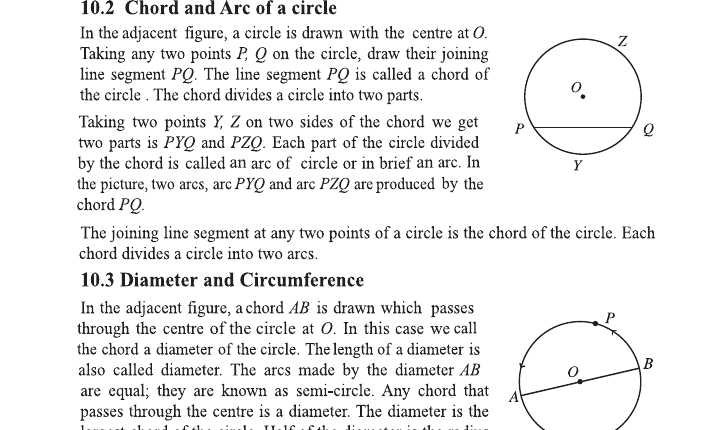 10.2 Chord and Arc of a circle
In the adjacent figure, a circle is drawn with the centre at O.
Taking any two points P, Q on the circle, draw their joining
line segment PQ. The line segment PQ is called a chord of
the circle . The chord divides a circle into two parts.
Taking two points Y, Z on two sides of the chord we get
two parts is PYQ and PZQ. Each part of the circle divided
by the chord is called an arc of circle or in brief an arc. In
the picture, two arcs, arc PYQ and arc PZQ are produced by the
chord PQ.
Z
O
P
Q
Y
The joining line segment at any two points of a circle is the chord of the circle. Each
chord divides a circle into two arcs.
10.3 Diameter and Circumference
In the adjacent figure, a chord AB is drawn which passes
through the centre of the circle at O. In this case we call
the chord a diameter of the circle. The length of a diameter is
also called diameter. The arcs made by the diameter AB
are equal; they are known as semi-circle. Any chord that
passes through the centre is a diameter. The diameter is the
P
B
O
A